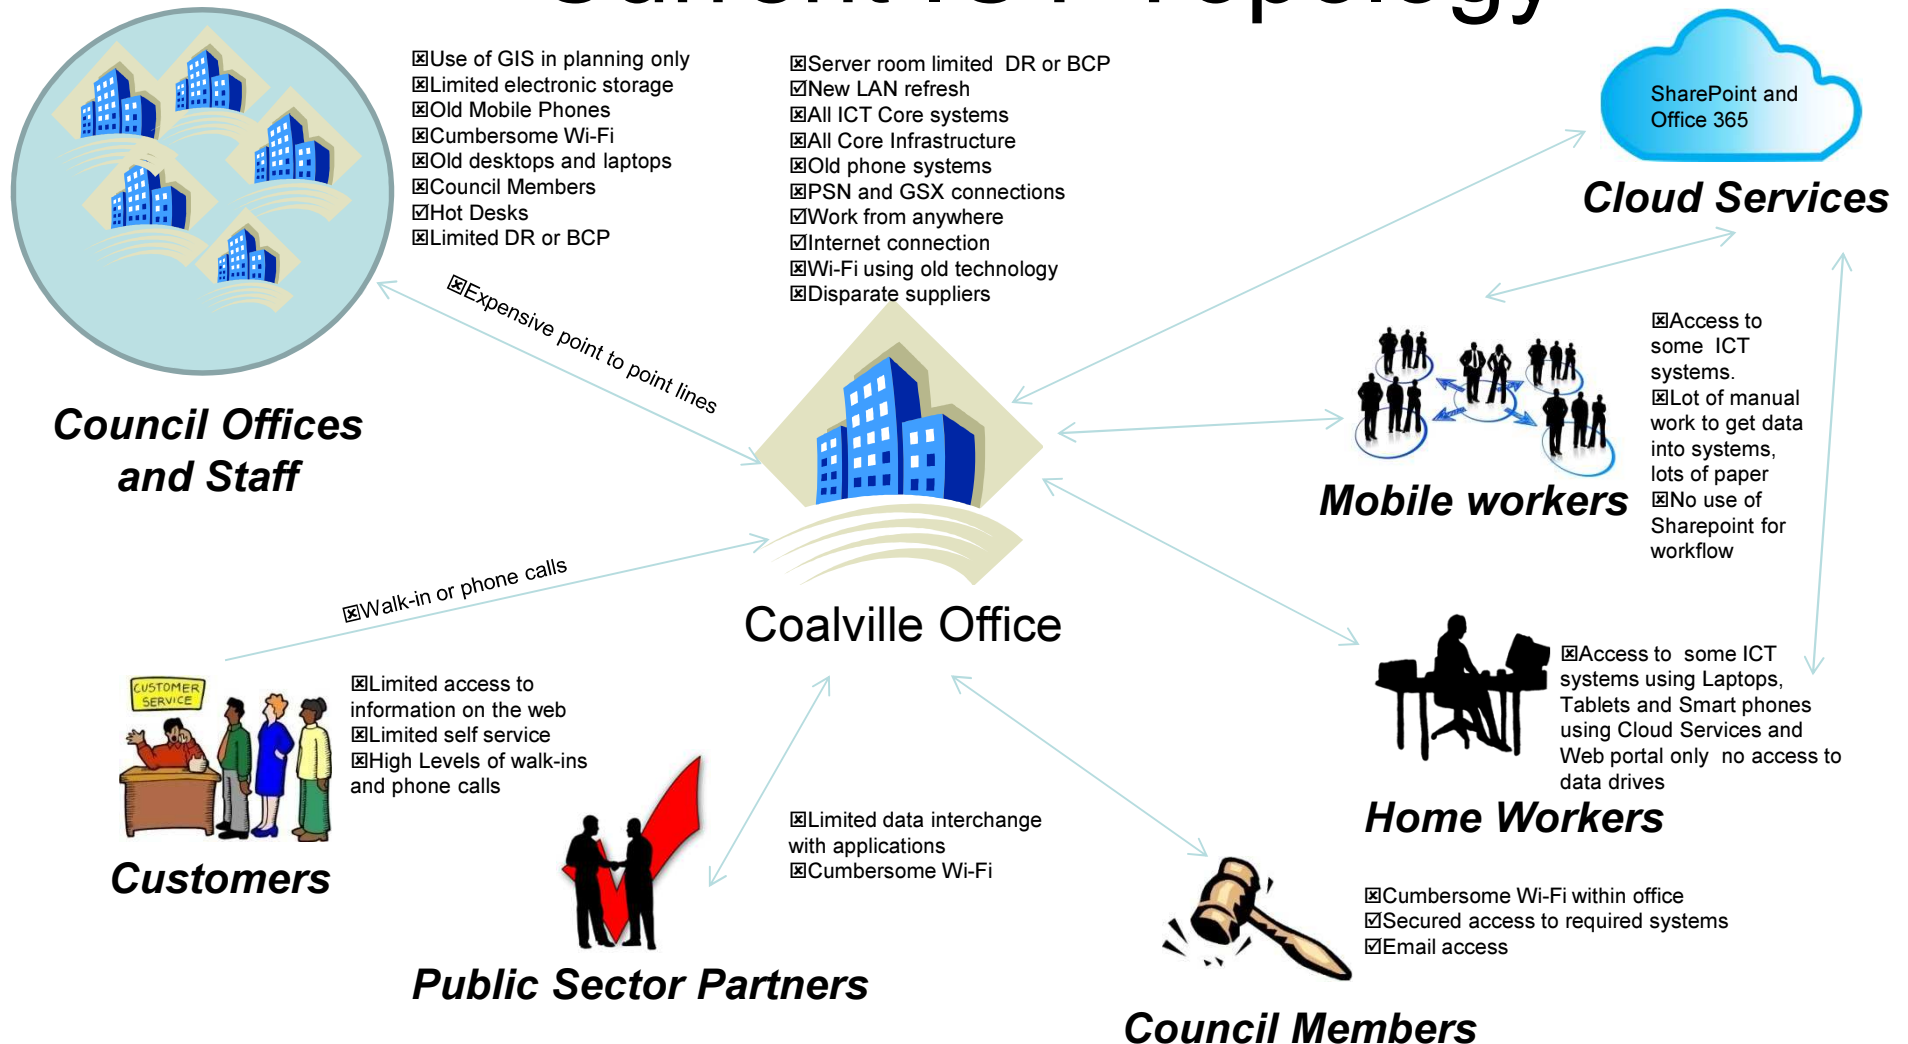 Current ICT Topology
☒Use of GIS in planning only
☒Limited electronic storage
☒Old Mobile Phones
☒Cumbersome Wi-Fi
☒Old desktops and laptops
☒Council Members
☑Hot Desks
☒Limited DR or BCP
☒Server room limited  DR or BCP
☑New LAN refresh
☒All ICT Core systems
☒All Core Infrastructure
☒Old phone systems
☒PSN and GSX connections
☑Work from anywhere
☑Internet connection
☒Wi-Fi using old technology
☒Disparate suppliers
SharePoint and
Office 365
Cloud Services
☒Expensive point to point lines
Council Offices
and Staff
☒Access to
some  ICT
systems.
☒Lot of manual
work to get data
into systems,
lots of paper
☒No use of
Sharepoint for
workflow
Mobile workers
☒Walk-in or phone calls
Coalville Office
CUSTOMER
SERVICE
☒Limited access to
information on the web
☒Limited self service
☒High Levels of walk-ins
and phone calls
Customers
☒Access to  some ICT
systems using Laptops,
Tablets and Smart phones
using Cloud Services and
Web portal only  no access to
data drives
Home Workers
☒Limited data interchange
with applications
☒Cumbersome Wi-Fi
Public Sector Partners
☒Cumbersome Wi-Fi within office
☑Secured access to required systems
☑Email access
Council Members